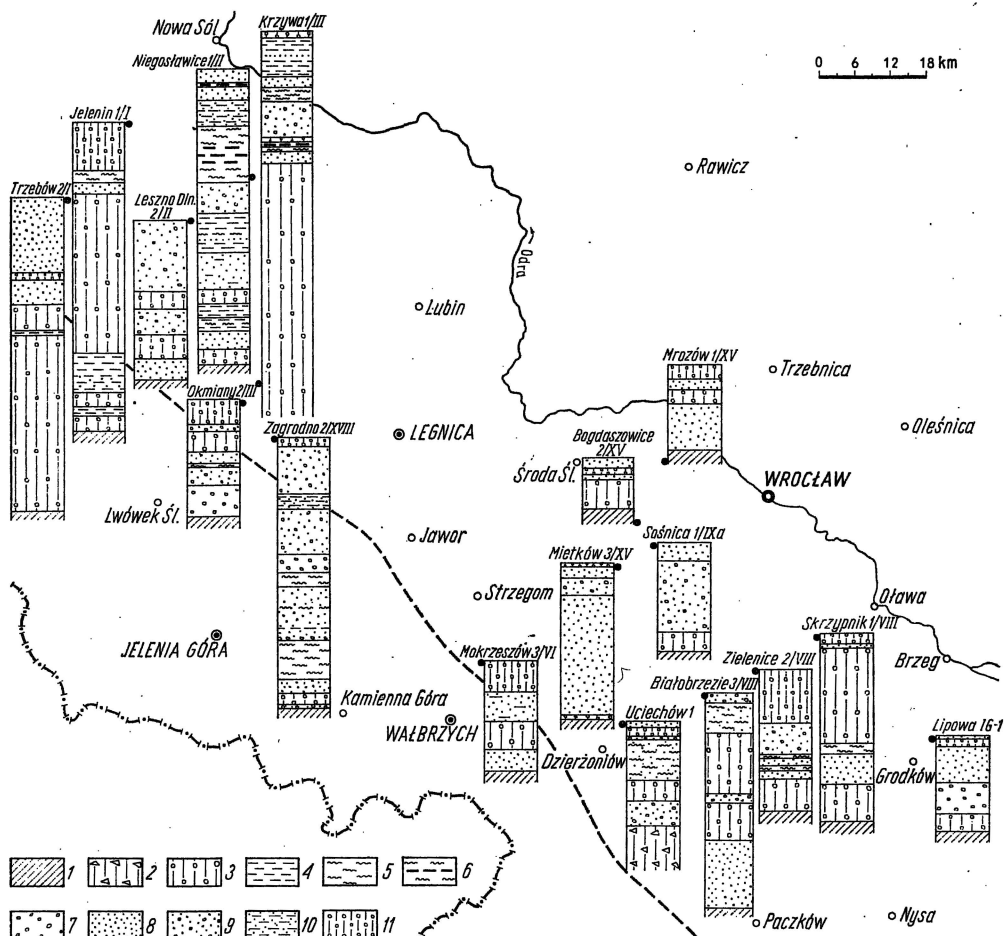 Nowa Sól
Krzywa 1/III
0 6 12 18 km
Niegosławice 1/II
Jelenin 1/I
Rawicz
Trzebów 2/I
Leszno Dln.
2/II
Odra
Lubin
Mrozów 1/XV
Trzebnica
Okmiany 2/III
Zagrodno 2/XVIII
LEGNICA
Oleśnica
Bogdaszowice
2/XV
Środa Śl.
WROCŁAW
Lwówek Śl.
Jawor
Sośnica 1/IXa
Mietków 3/XV
Strzegom
Oława
Skrzypnik 1/VIII
JELENIA GÓRA
Mokrzeszów 3/VI
Zielenice 2/VIII
Brzeg
Białobrzezie 3/VIII
Kamienna Góra
Uciechów 1
WAŁBRZYCH
Lipowa IG-1
Dzierżoniów
Grodków
1 2 3 4 5 6
7 8 9 10 11
Paczków
Nysa